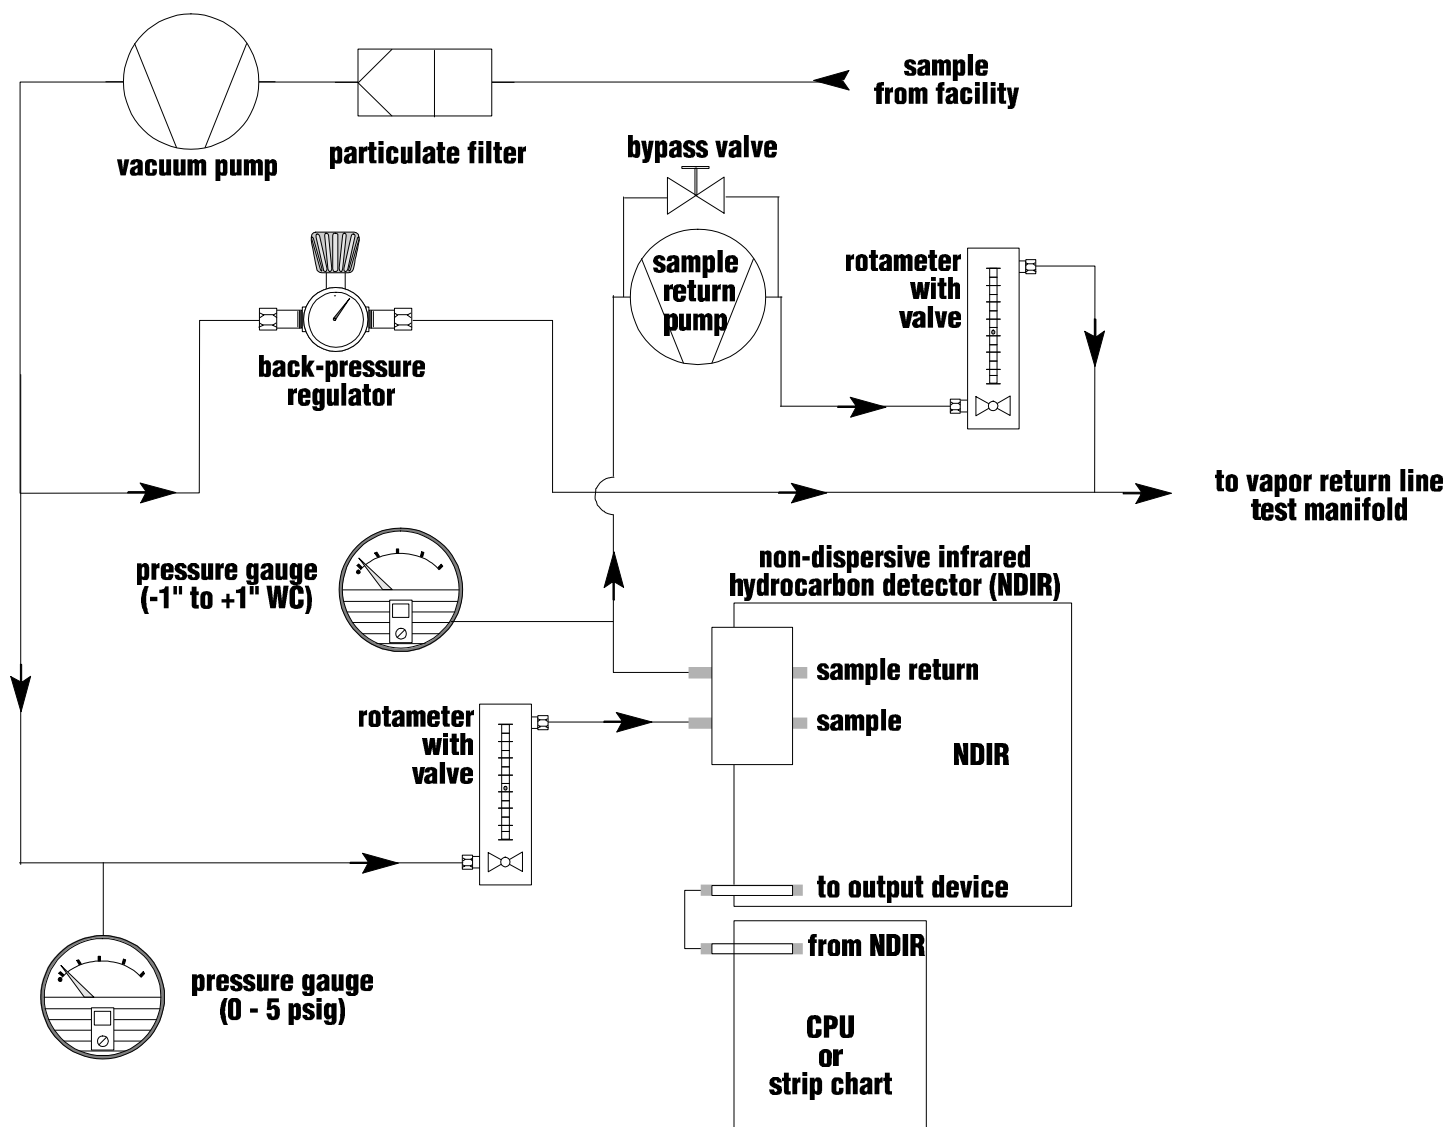 sample
from facility
vacuum pump
particulate filter
bypass valve
sample
return
pump
rotameter
with
valve
back-pressure
regulator
to vapor return line
test manifold
pressure gauge
(-1" to +1" WC)
non-dispersive infrared
hydrocarbon detector (NDIR)
sample return
sample
NDIR
rotameter
with
valve
to output device
from NDIR
pressure gauge
(0 - 5 psig)
CPU
or
strip chart